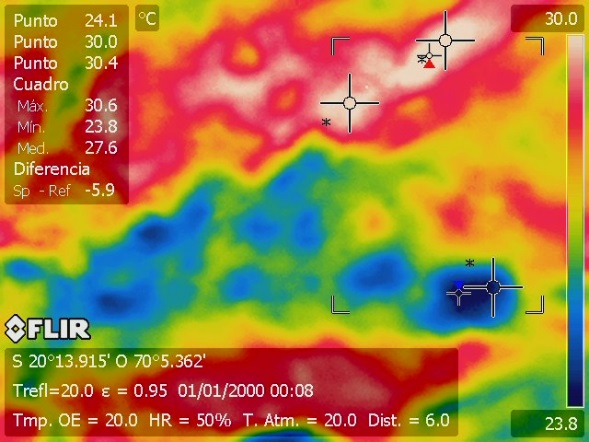 Punto 24.1 °C
Punto 30.0
Punto 30.4
Cuadro
Máx. 30.6
Mín. 23.8
Med. 27.6
Diferencia
Sp - Ref -5.9
30.0
FLIR
S 20°13.915' O 70°5.362'
Trefl=20.0 ε = 0.95 01/01/2000 00:08
Tmp. OE = 20.0 HR = 50% T. Atm. = 20.0 Dist. = 6.0
23.8